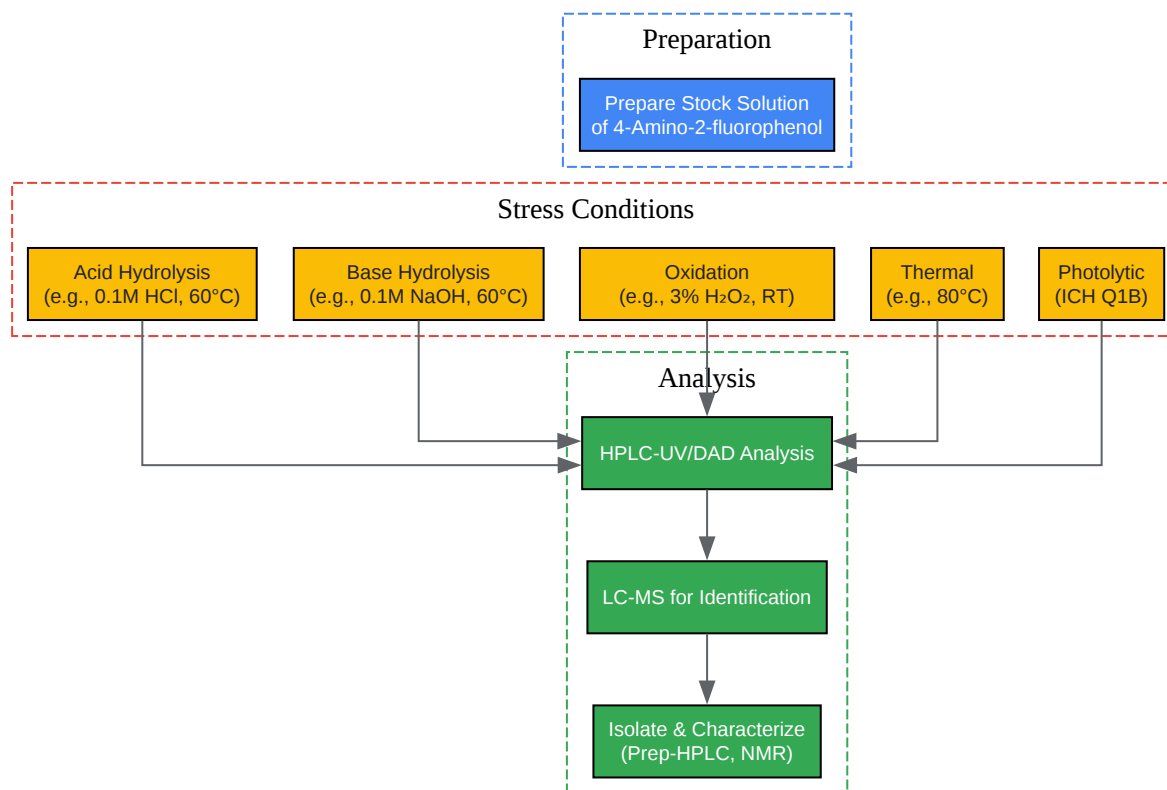 Preparation
Prepare Stock Solution
of 4-Amino-2-fluorophenol
Stress Conditions
Acid Hydrolysis
(e.g., 0.1M HCl, 60°C)
Base Hydrolysis
(e.g., 0.1M NaOH, 60°C)
Oxidation
(e.g., 3% H₂O₂, RT)
Thermal
(e.g., 80°C)
Photolytic
(ICH Q1B)
Analysis
HPLC-UV/DAD Analysis
LC-MS for Identification
Isolate & Characterize
(Prep-HPLC, NMR)